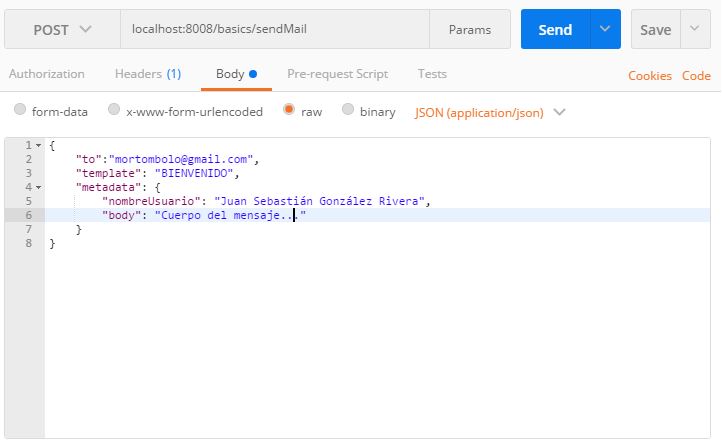 POST localhost:8008/basics/sendMail Params Send Save
Authorization Headers (1) Body Pre-request Script Tests Cookies Code
form-data x-www-form-urlencoded raw binary JSON (application/json)
1 {
2 "to":"mortombolo@gmail.com",
3 "template": "BIENVENIDO",
4 "metadata": {
5 "nombreUsuario": "Juan Sebastián González Rivera",
6 "body": "Cuerpo del mensaje..."
7 }
8 }